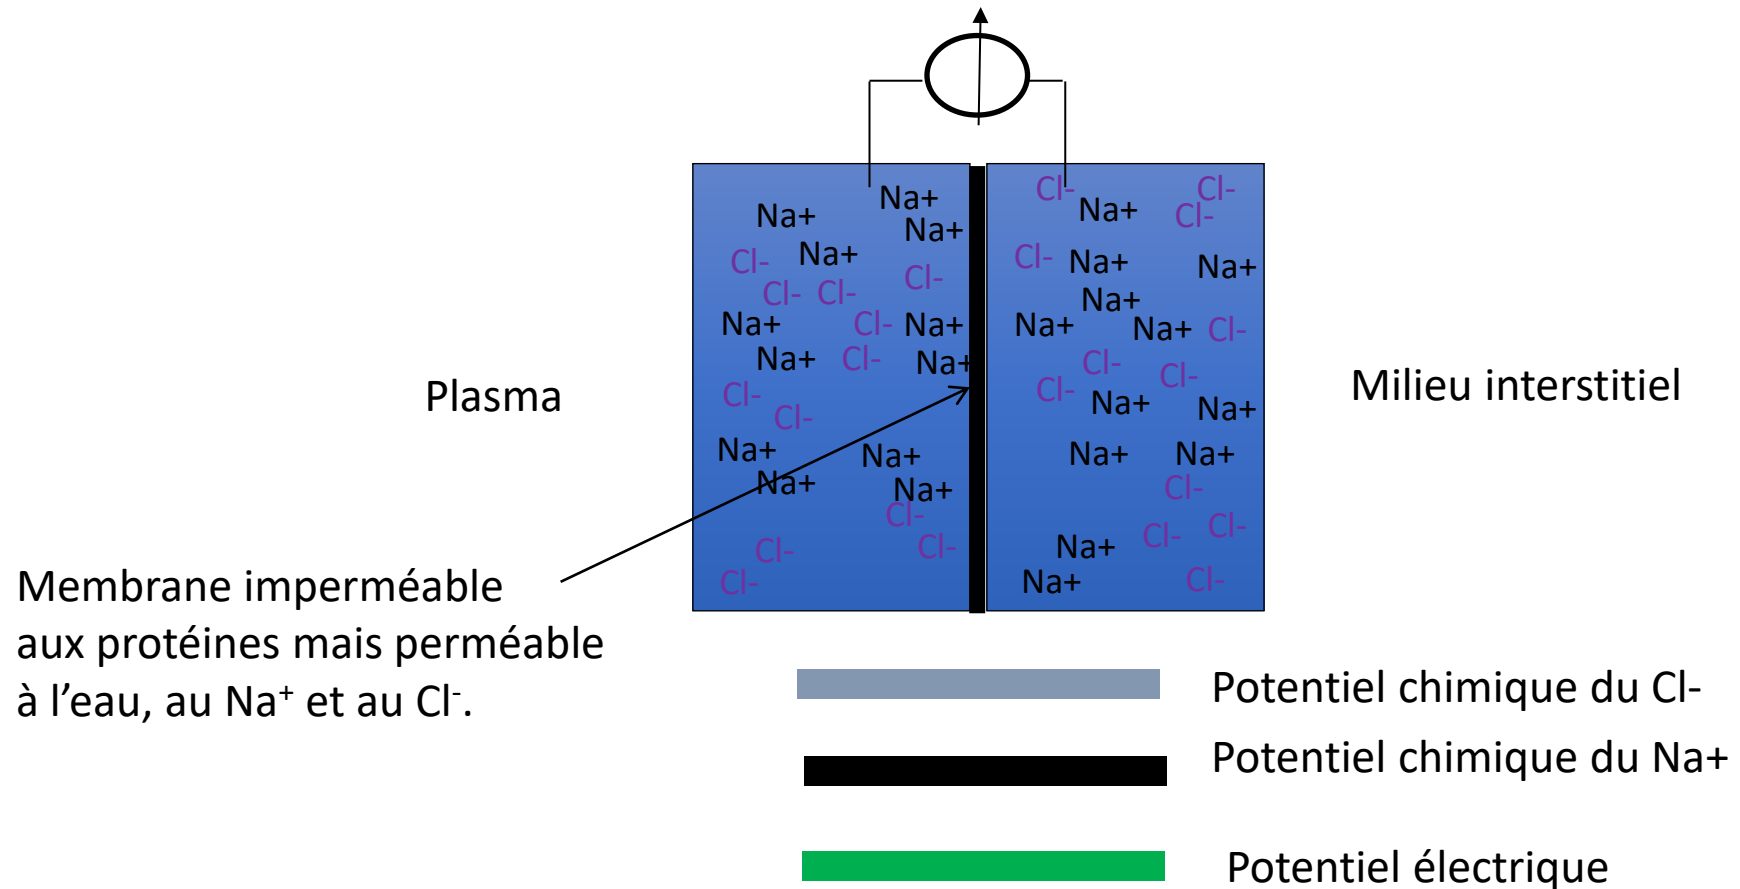 Na+
Na+ Cl- Cl-
Na+ Na+ Cl-
Na+
Cl- Na+ Cl- Na+ Na+
Cl- Cl- Cl- Na+
Na+ Cl- Na+ Na+ Na+ Cl-
Na+ Cl- Na+ Cl- Cl-
Plasma
Cl- Cl- Na+ Na+
Milieu interstitiel
Cl-
Na+ Na+ Na+ Na+
Na+ Na+ Cl-
Cl- Cl- Cl-
Cl- Cl- Na+
Cl- Na+ Cl-
Membrane imperméable
aux protéines mais perméable
à l’eau, au Na⁺ et au Cl⁻.
Potentiel chimique du Cl-
Potentiel chimique du Na+
Potentiel électrique